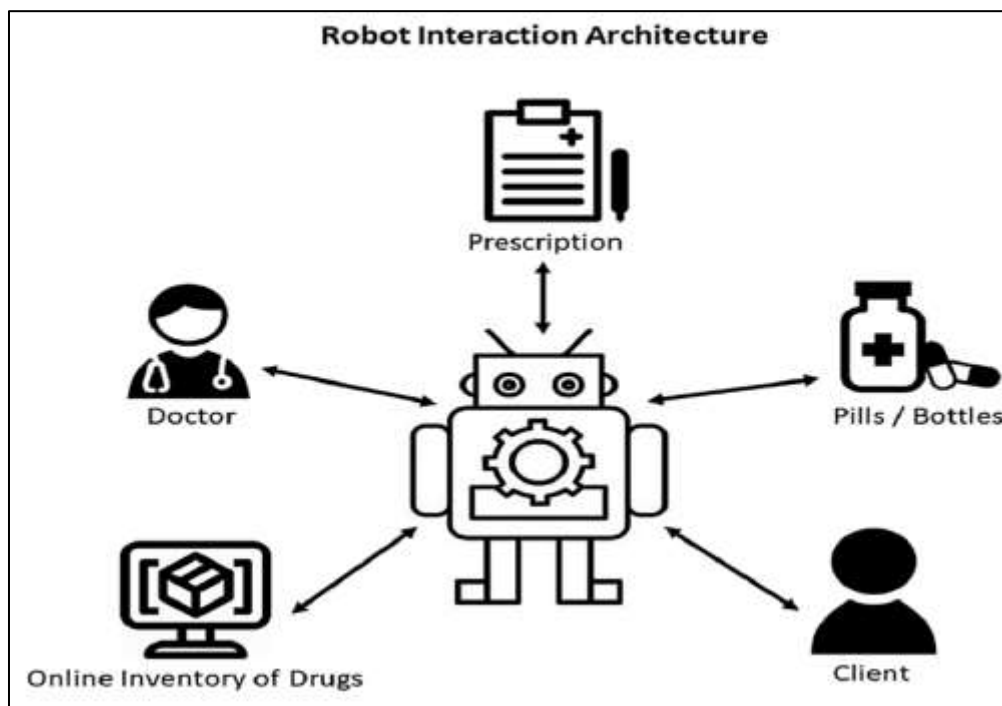 Robot Interaction Architecture
Prescription
Doctor
Pills / Bottles
Online Inventory of Drugs
Client